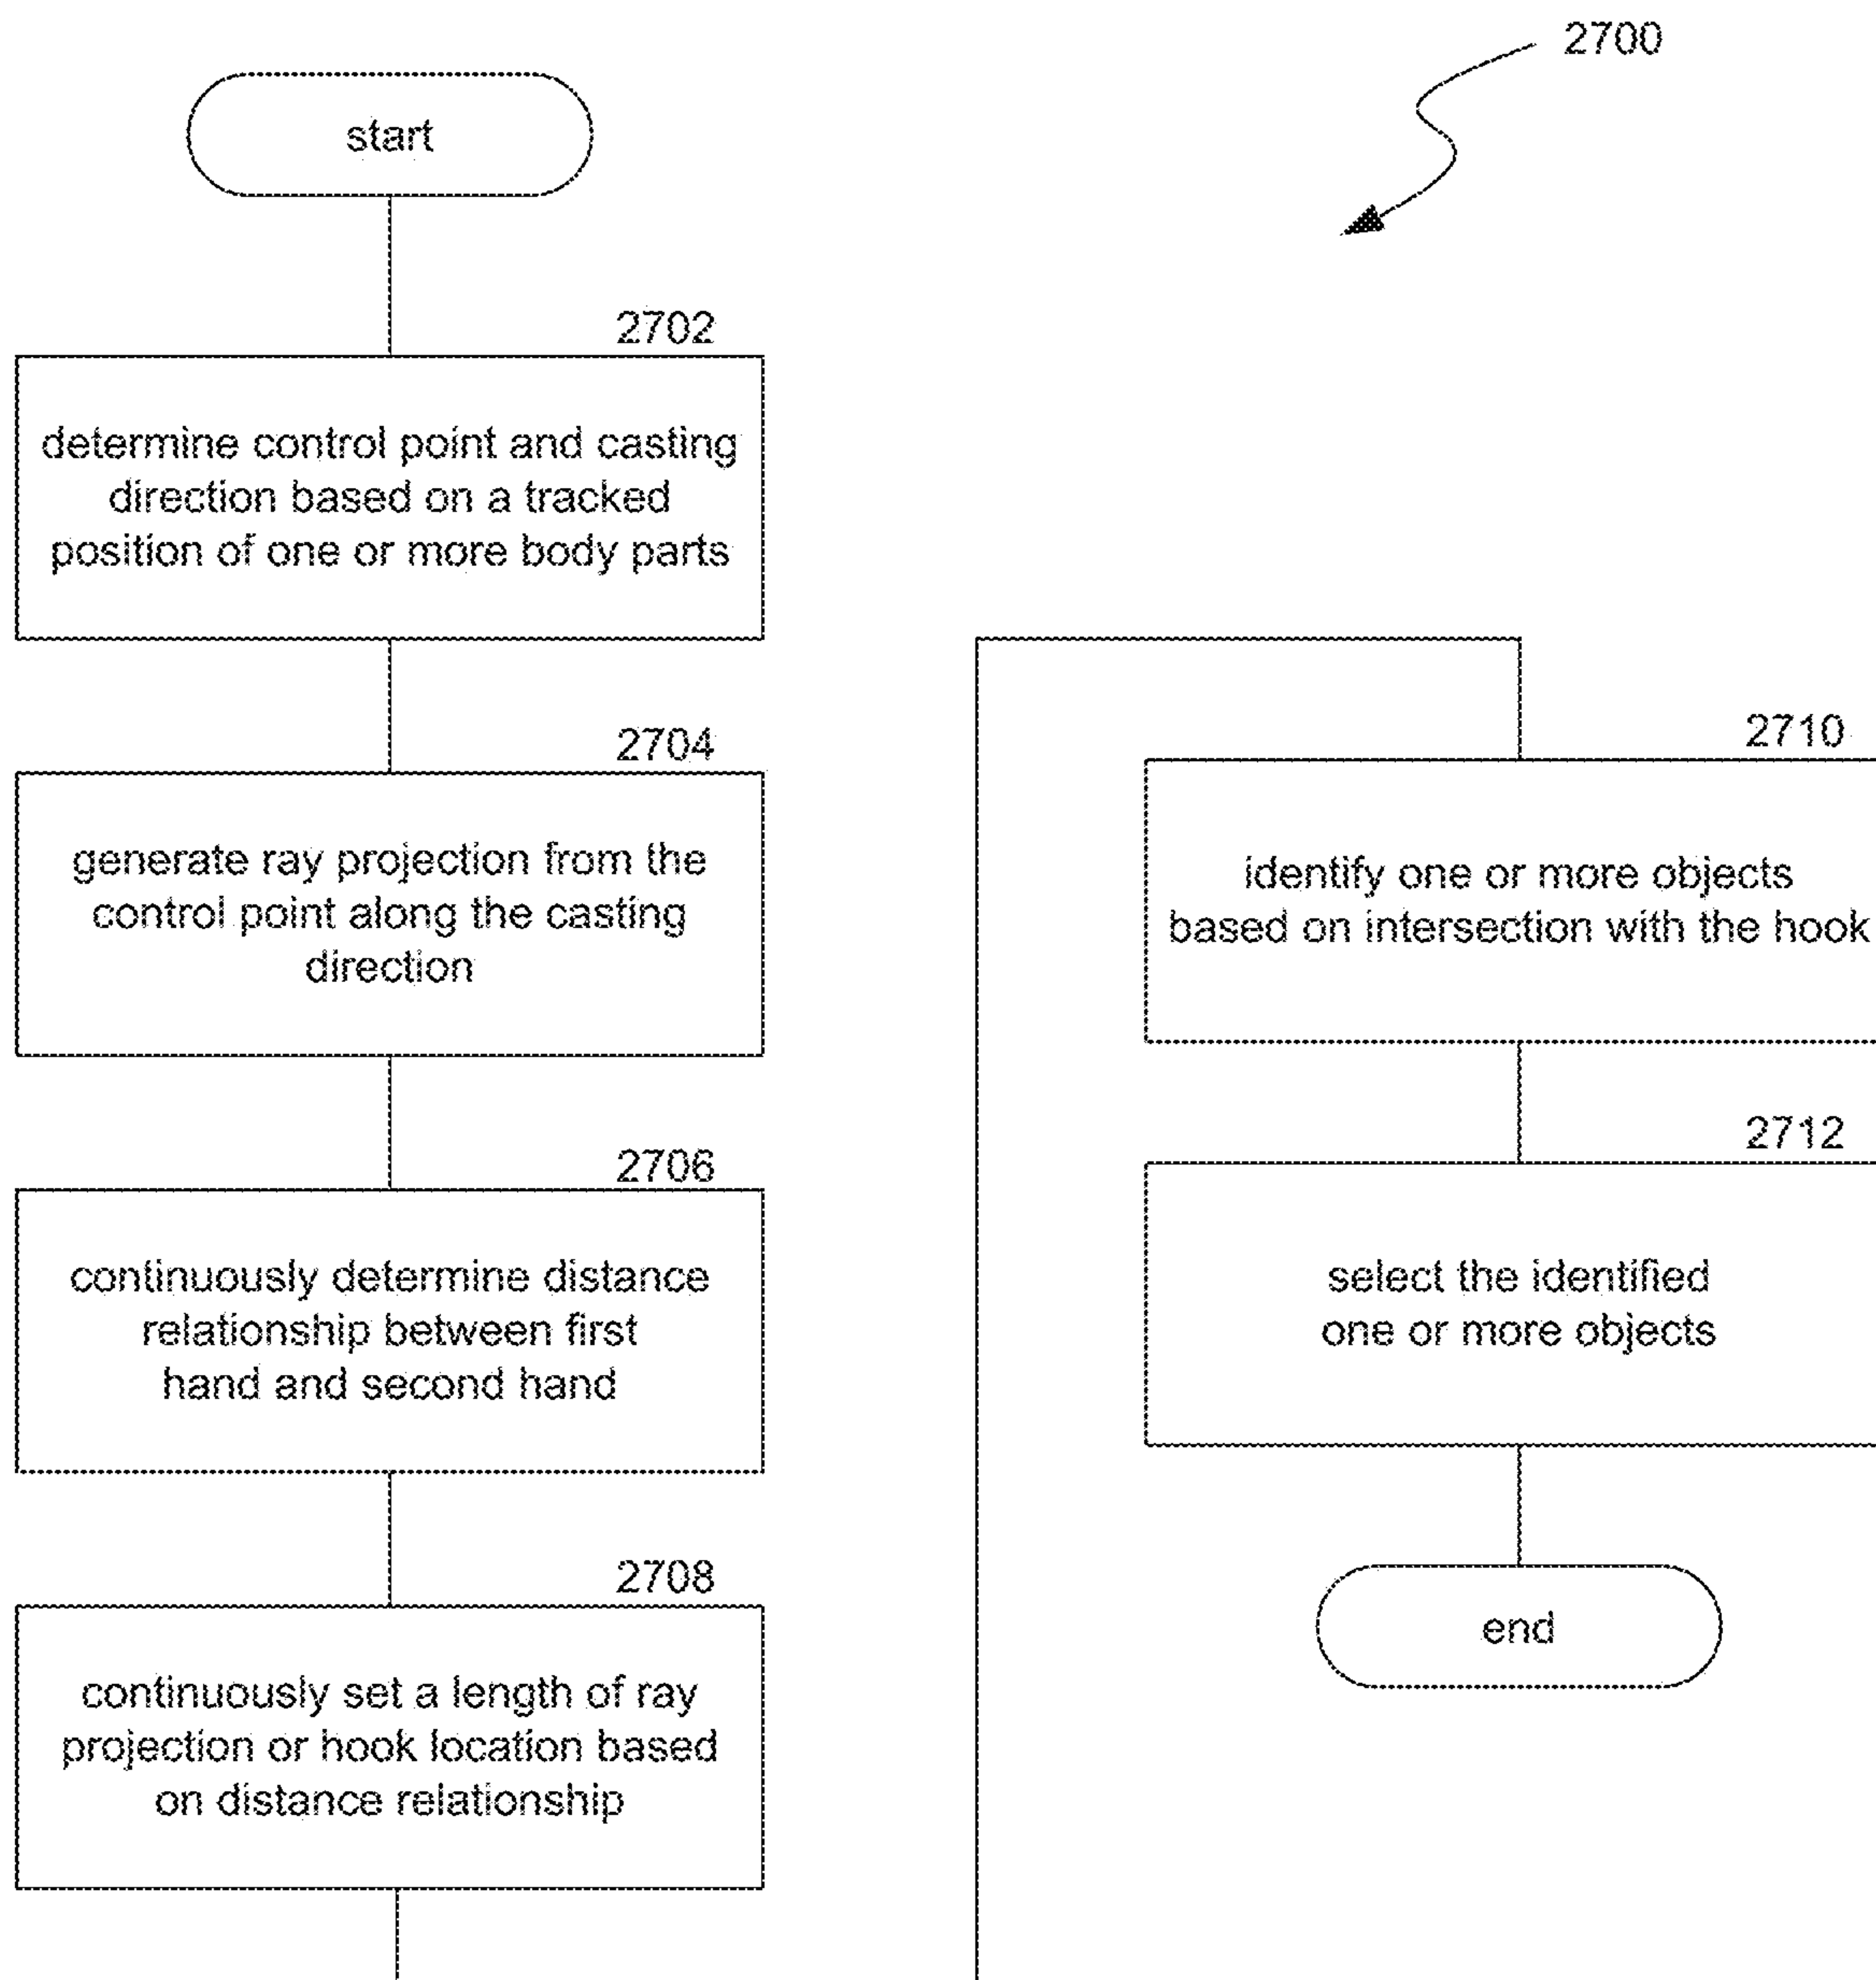 2700
start
2702
determine control point and casting
direction based on a tracked
position of one or more body parts
2704
generate ray projection from the
control point along the casting
direction
2706
continuously determine distance
relationship between first
hand and second hand
2708
continuously set a length of ray
projection or hook location based
on distance relationship
2710
identify one or more objects
based on intersection with the hook
2712
select the identified
one or more objects
end